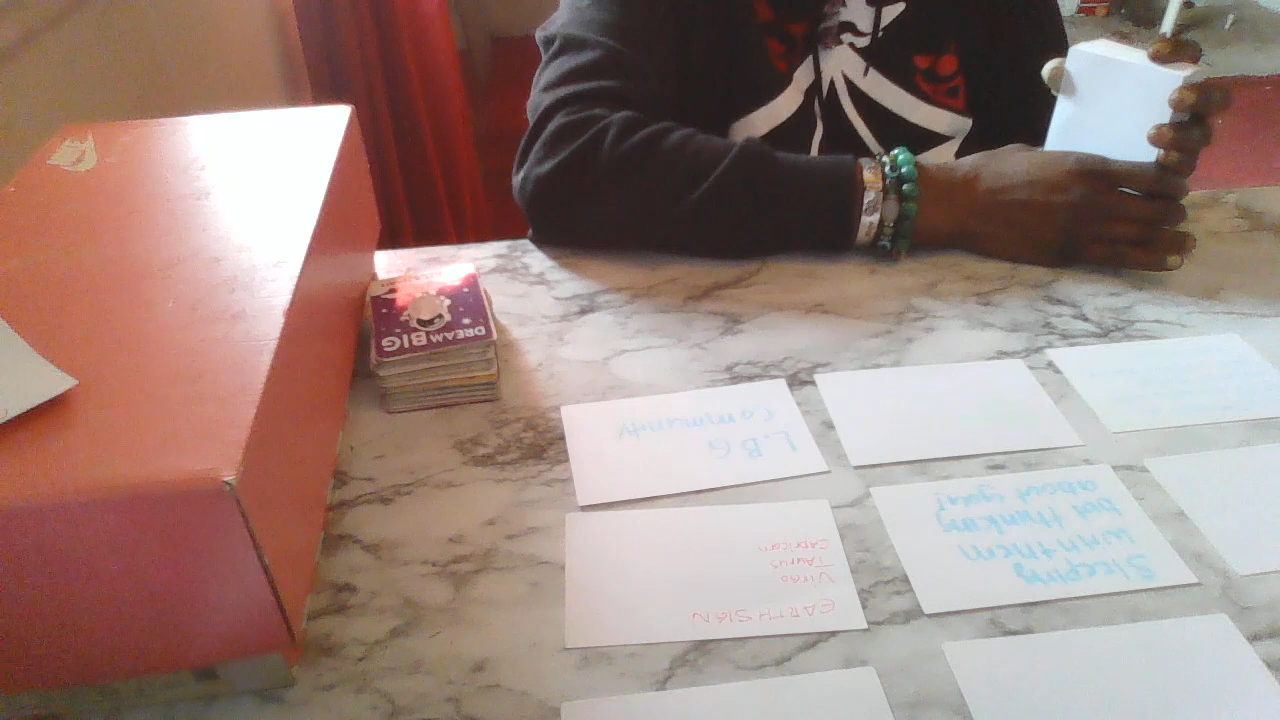 DREAM BIG
L.B.G
Community
EARTH SIGN
Virgo
Taurus
Capricorn
Sleeping
with them
but thinking
about you!